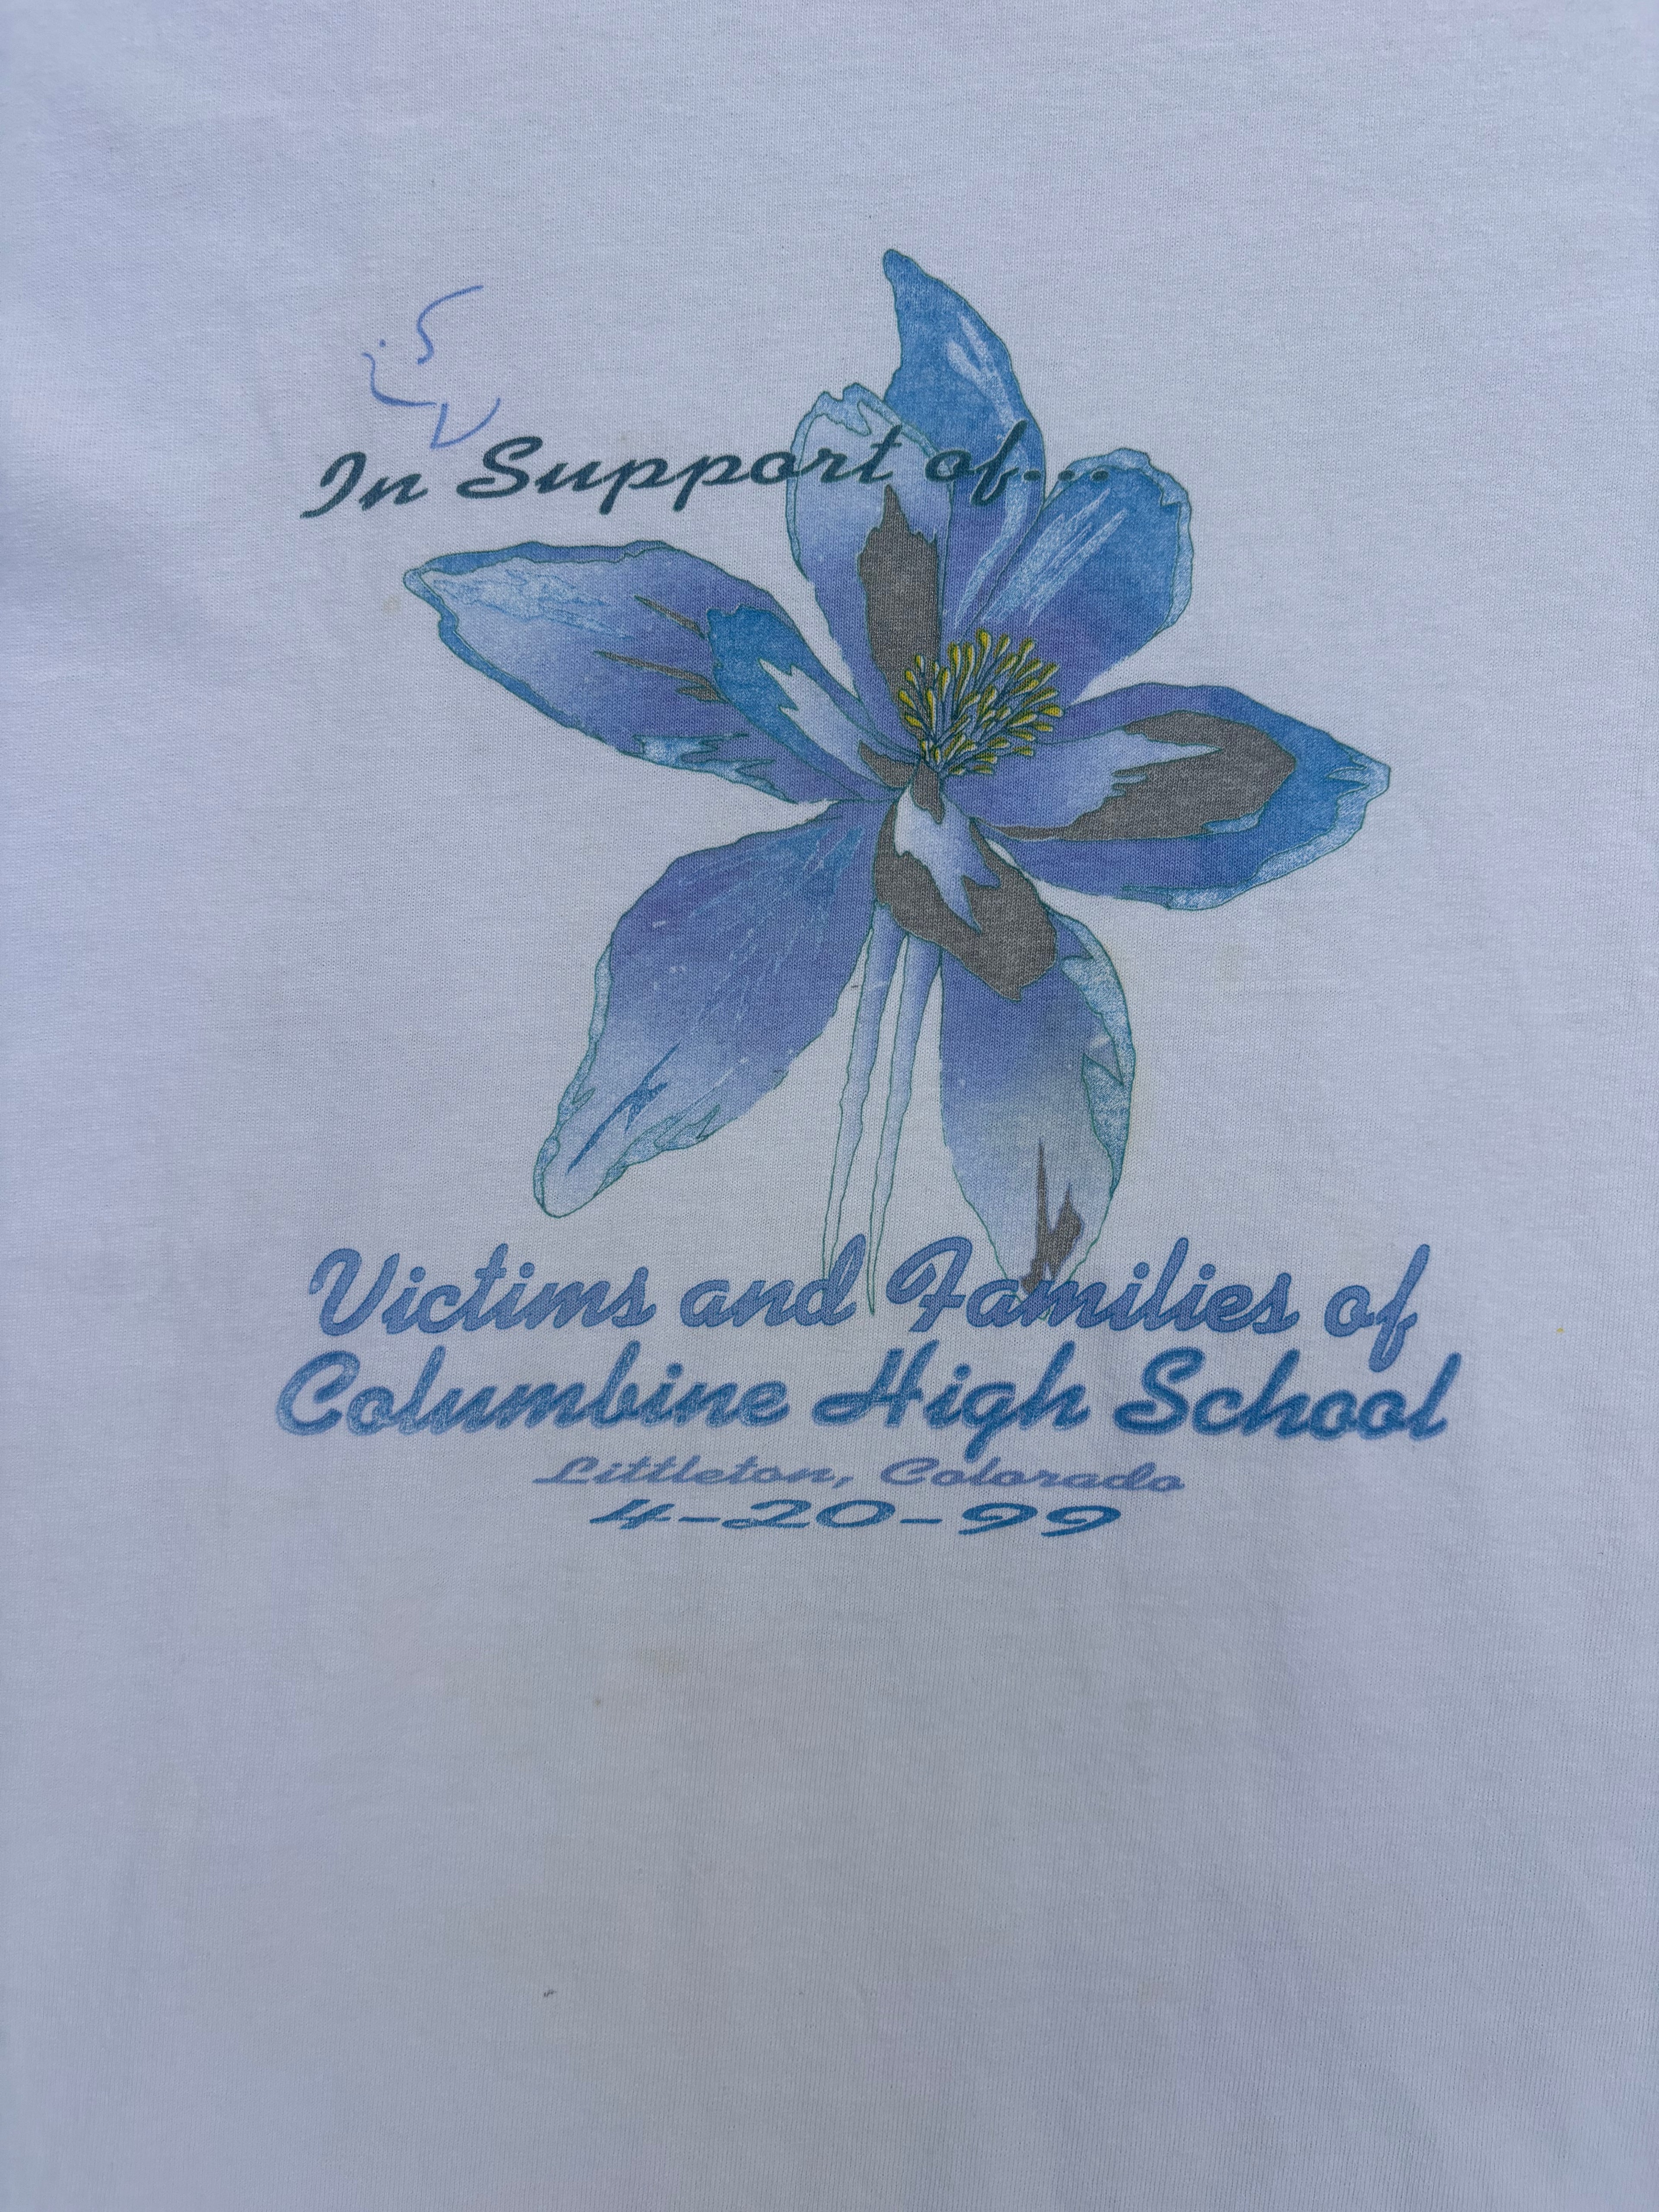 In Support of...
Victims and Families of
Columbine High School
Littleton, Colorado
4-20-99